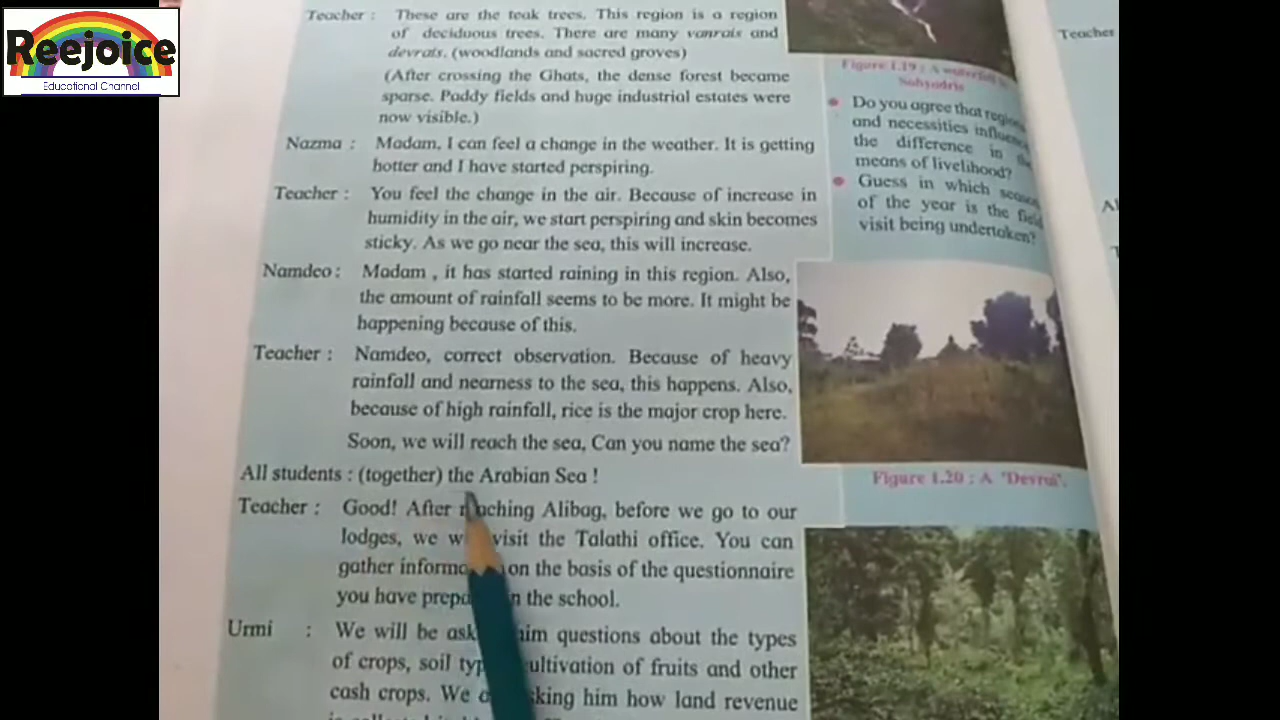 Reejoice
Educational Channel
Teacher : These are the teak trees. This region is a region
of deciduous trees. There are many vanrais and
devrais. (woodlands and sacred groves)
(After crossing the Ghats, the dense forest became
sparse. Paddy fields and huge industrial estates were
now visible.)
Nazma : Madam, I can feel a change in the weather. It is getting
hotter and I have started perspiring.
Teacher : You feel the change in the air. Because of increase in
humidity in the air, we start perspiring and skin becomes
sticky. As we go near the sea, this will increase.
Namdeo : Madam , it has started raining in this region. Also,
the amount of rainfall seems to be more. It might be
happening because of this.
Teacher : Namdeo, correct observation. Because of heavy
rainfall and nearness to the sea, this happens. Also,
because of high rainfall, rice is the major crop here.
Soon, we will reach the sea, Can you name the sea?
All students : (together) the Arabian Sea !
Teacher : Good! After Alibag, before we go to our
lodges, we visit the Talathi office. You can
gather on the basis of the questionnaire
you have in the school.
Urmi : We will be him questions about the types
of crops, soil of fruits and other
cash crops. We him how land revenue
Figure 1.19 : A waterfall in
Sahyadris
Do you agree that
and necessities
the difference in the
means of livelihood?
Guess in which season
of the year is the field
visit being undertaken?
Figure 1.20 : A 'Devrai'.
Teacher